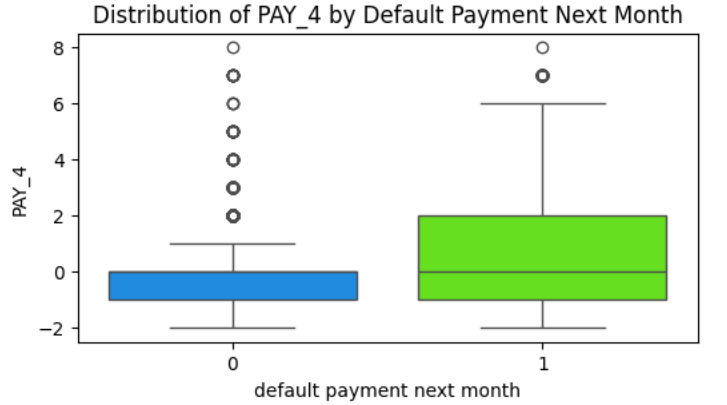 Distribution of PAY_4 by Default Payment Next Month
8
6
4
2
0
−2
PAY_4
0 1
default payment next month